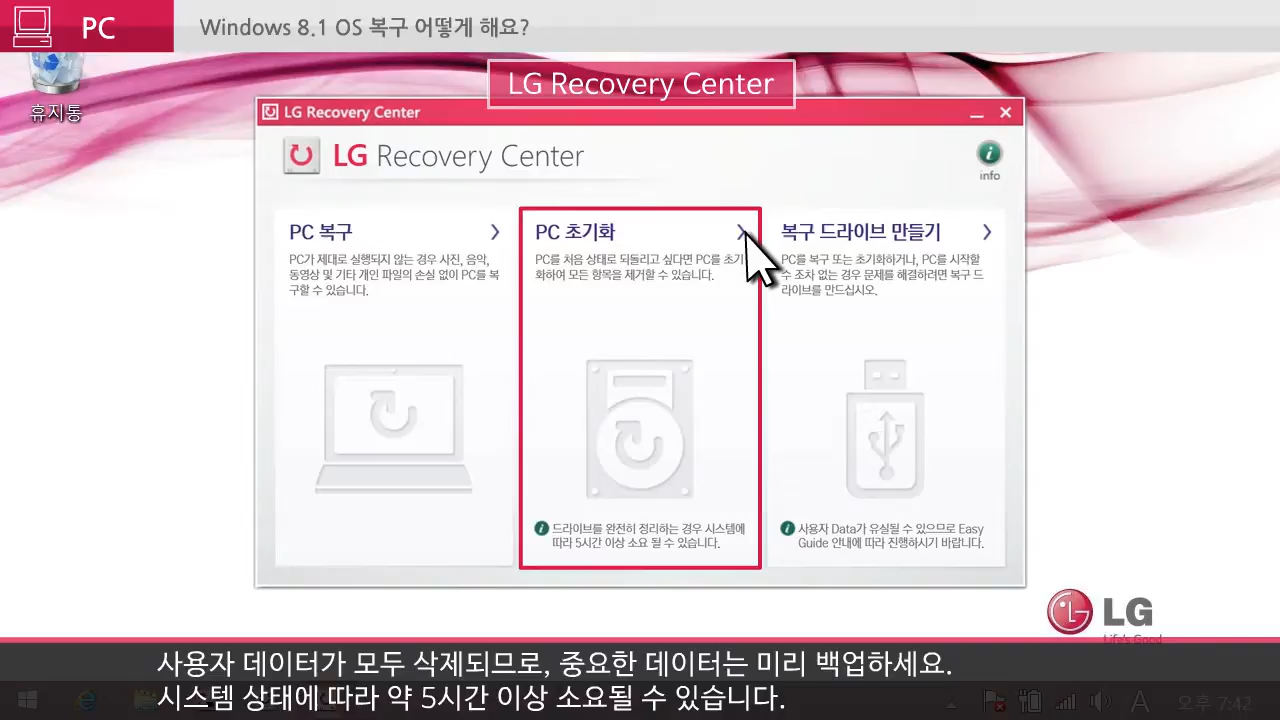 PC
Windows 8.1 OS 복구 어떻게 해요?
휴지통
LG Recovery Center
LG Recovery Center
LG Recovery Center
info
PC 복구
PC가 제대로 실행되지 않는 경우 사진, 음악,
동영상 및 기타 개인 파일의 손실 없이 PC를 복
구할 수 있습니다.
PC 초기화
PC를 처음 상태로 되돌리고 싶다면 PC를 초기
화하여 모든 항목을 제거할 수 있습니다.
드라이브를 완전히 정리하는 경우 시스템에
따라 5시간 이상 소요 될 수 있습니다.
복구 드라이브 만들기
PC를 복구 또는 초기화하거나, PC를 시작할
수 조차 없는 경우 문제를 해결하려면 복구 드
라이브를 만드십시오.
사용자 Data가 유실될 수 있으므로 Easy
Guide 안내에 따라 진행하시기 바랍니다.
LG
Life's Good
사용자 데이터가 모두 삭제되므로, 중요한 데이터는 미리 백업하세요.
시스템 상태에 따라 약 5시간 이상 소요될 수 있습니다.
A
오후 7:42